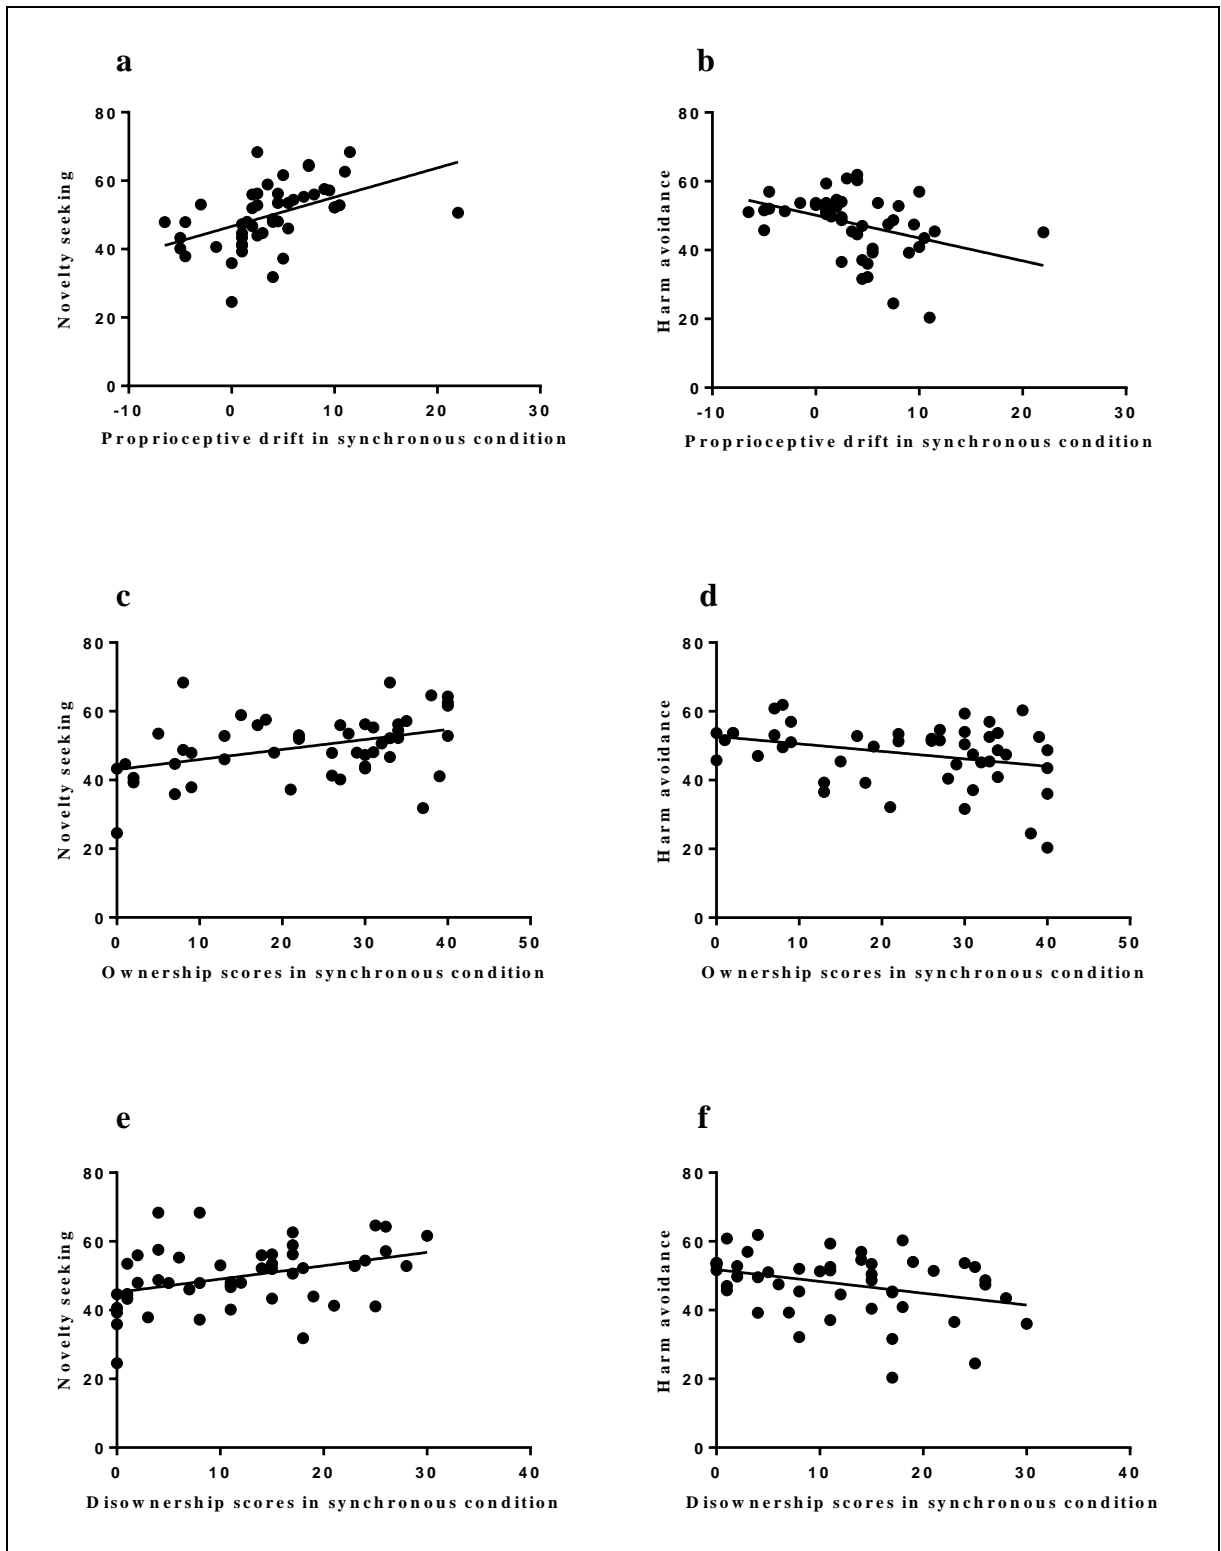 a
80
60
40
20
0
Novelty seeking
-10 0 10 20 30
Proprioceptive drift in synchronous condition
b
80
60
40
20
0
Harm avoidance
-10 0 10 20 30
Proprioceptive drift in synchronous condition
c
80
60
40
20
0
Novelty seeking
0 10 20 30 40 50
Ownership scores in synchronous condition
d
80
60
40
20
0
Harm avoidance
0 10 20 30 40 50
Ownership scores in synchronous condition
e
80
60
40
20
0
Novelty seeking
0 10 20 30 40
Disownership scores in synchronous condition
f
80
60
40
20
0
Harm avoidance
0 10 20 30 40
Disownership scores in synchronous condition